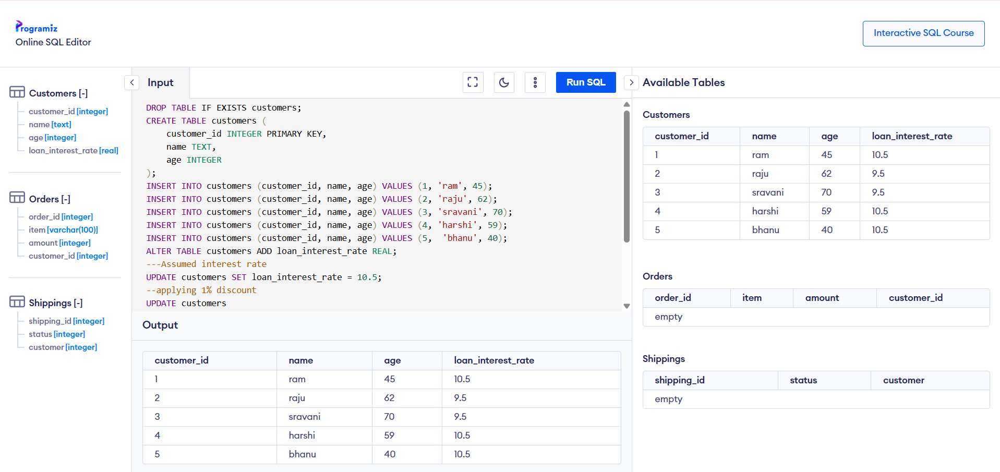 Programiz
Online SQL Editor
Interactive SQL Course
Customers [-]
customer_id [integer]
name [text]
age [integer]
loan_interest_rate [real]
Orders [-]
order_id [integer]
item [varchar(100)]
amount [integer]
customer_id [integer]
Shippings [-]
shipping_id [integer]
status [integer]
customer [integer]
Input
Run SQL
DROP TABLE IF EXISTS customers;
CREATE TABLE customers (
    customer_id INTEGER PRIMARY KEY,
    name TEXT,
    age INTEGER
);
INSERT INTO customers (customer_id, name, age) VALUES (1, 'ram', 45);
INSERT INTO customers (customer_id, name, age) VALUES (2, 'raju', 62);
INSERT INTO customers (customer_id, name, age) VALUES (3, 'sravani', 70);
INSERT INTO customers (customer_id, name, age) VALUES (4, 'harshi', 59);
INSERT INTO customers (customer_id, name, age) VALUES (5,  'bhanu', 40);
ALTER TABLE customers ADD loan_interest_rate REAL;
---Assumed interest rate
UPDATE customers SET loan_interest_rate = 10.5;
--applying 1% discount
UPDATE customers
Output
customer_id name age loan_interest_rate
1 ram 45 10.5
2 raju 62 9.5
3 sravani 70 9.5
4 harshi 59 10.5
5 bhanu 40 10.5
Available Tables
Customers
customer_id name age loan_interest_rate
1 ram 45 10.5
2 raju 62 9.5
3 sravani 70 9.5
4 harshi 59 10.5
5 bhanu 40 10.5
Orders
order_id item amount customer_id
empty
Shippings
shipping_id status customer
empty